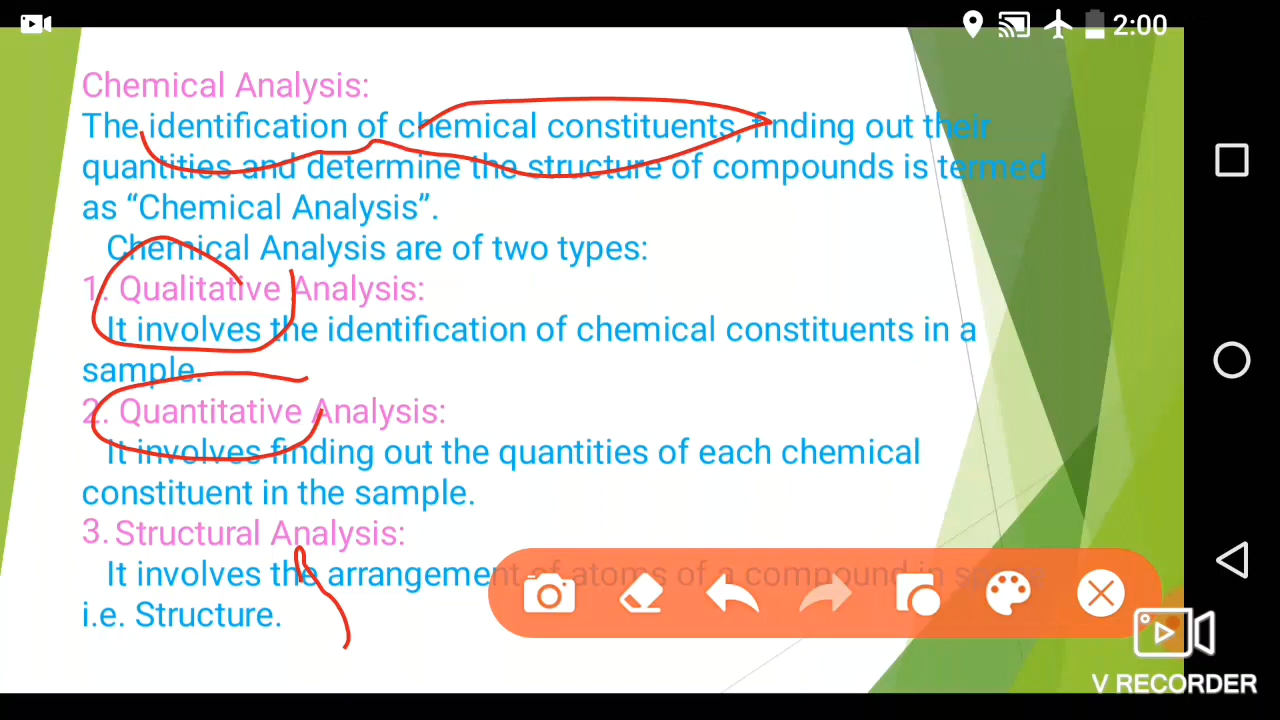 2:00
Chemical Analysis:
The identification of chemical constituents, finding out their
quantities and determine the structure of compounds is termed
as “Chemical Analysis”.
Chemical Analysis are of two types:
1. Qualitative Analysis:
It involves the identification of chemical constituents in a
sample.
2. Quantitative Analysis:
It involves finding out the quantities of each chemical
constituent in the sample.
3. Structural Analysis:
It involves the arrangement of atoms of a compound in
i.e. Structure.
V RECORDER